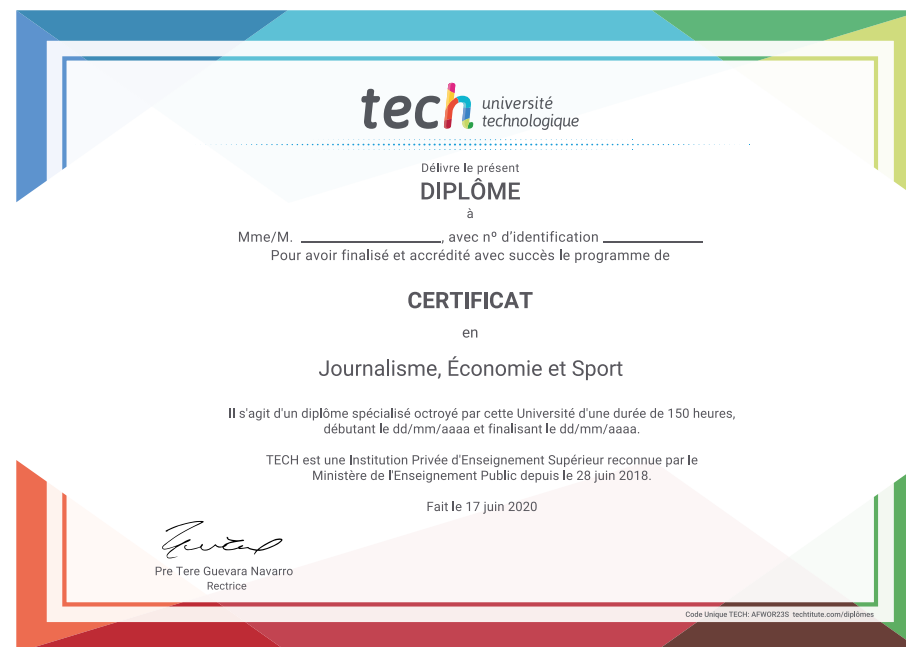 tech université
technologique
Délivre le présent
DIPLÔME
à
Mme/M. ____________________, avec nº d'identification ______________
Pour avoir finalisé et accrédité avec succès le programme de
CERTIFICAT
en
Journalisme, Économie et Sport
Il s'agit d'un diplôme spécialisé octroyé par cette Université d'une durée de 150 heures,
débutant le dd/mm/aaaa et finalisant le dd/mm/aaaa.
TECH est une Institution Privée d'Enseignement Supérieur reconnue par le
Ministère de l'Enseignement Public depuis le 28 juin 2018.
Fait le 17 juin 2020
Pre Tere Guevara Navarro
Rectrice
Code Unique TECH: AFWOR23S techtitute.com/diplômes